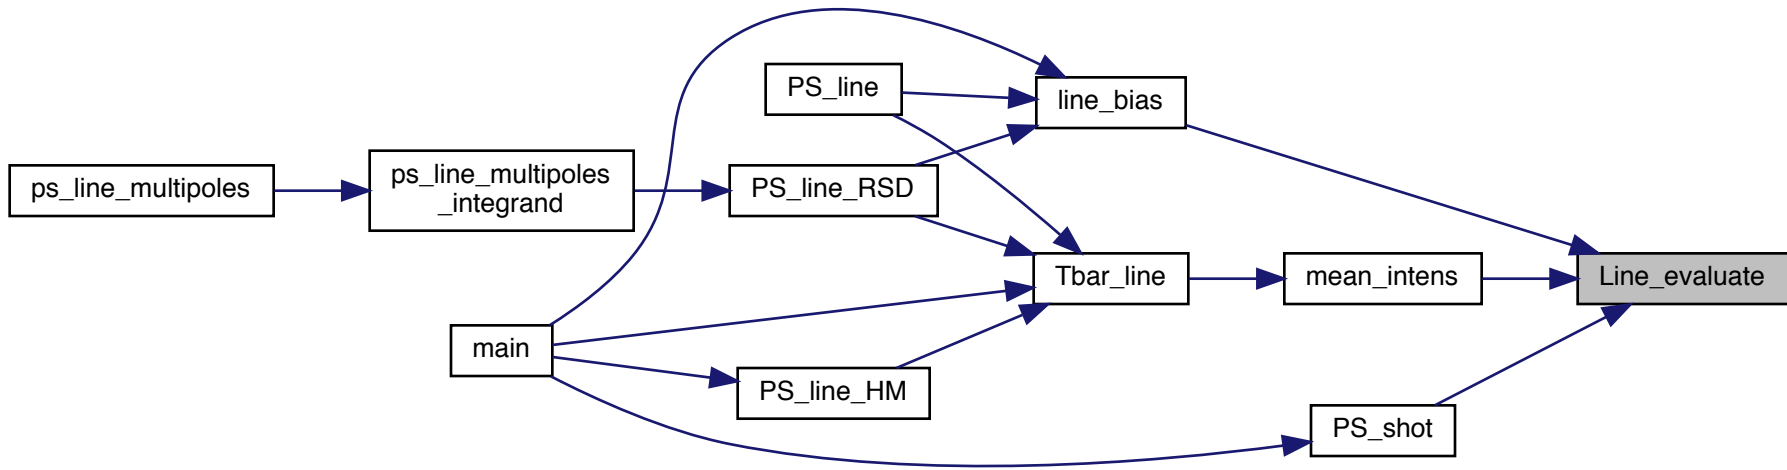 PS_line
line_bias
ps_line_multipoles
ps_line_multipoles
_integrand
PS_line_RSD
Tbar_line
mean_intens
Line_evaluate
main
PS_line_HM
PS_shot